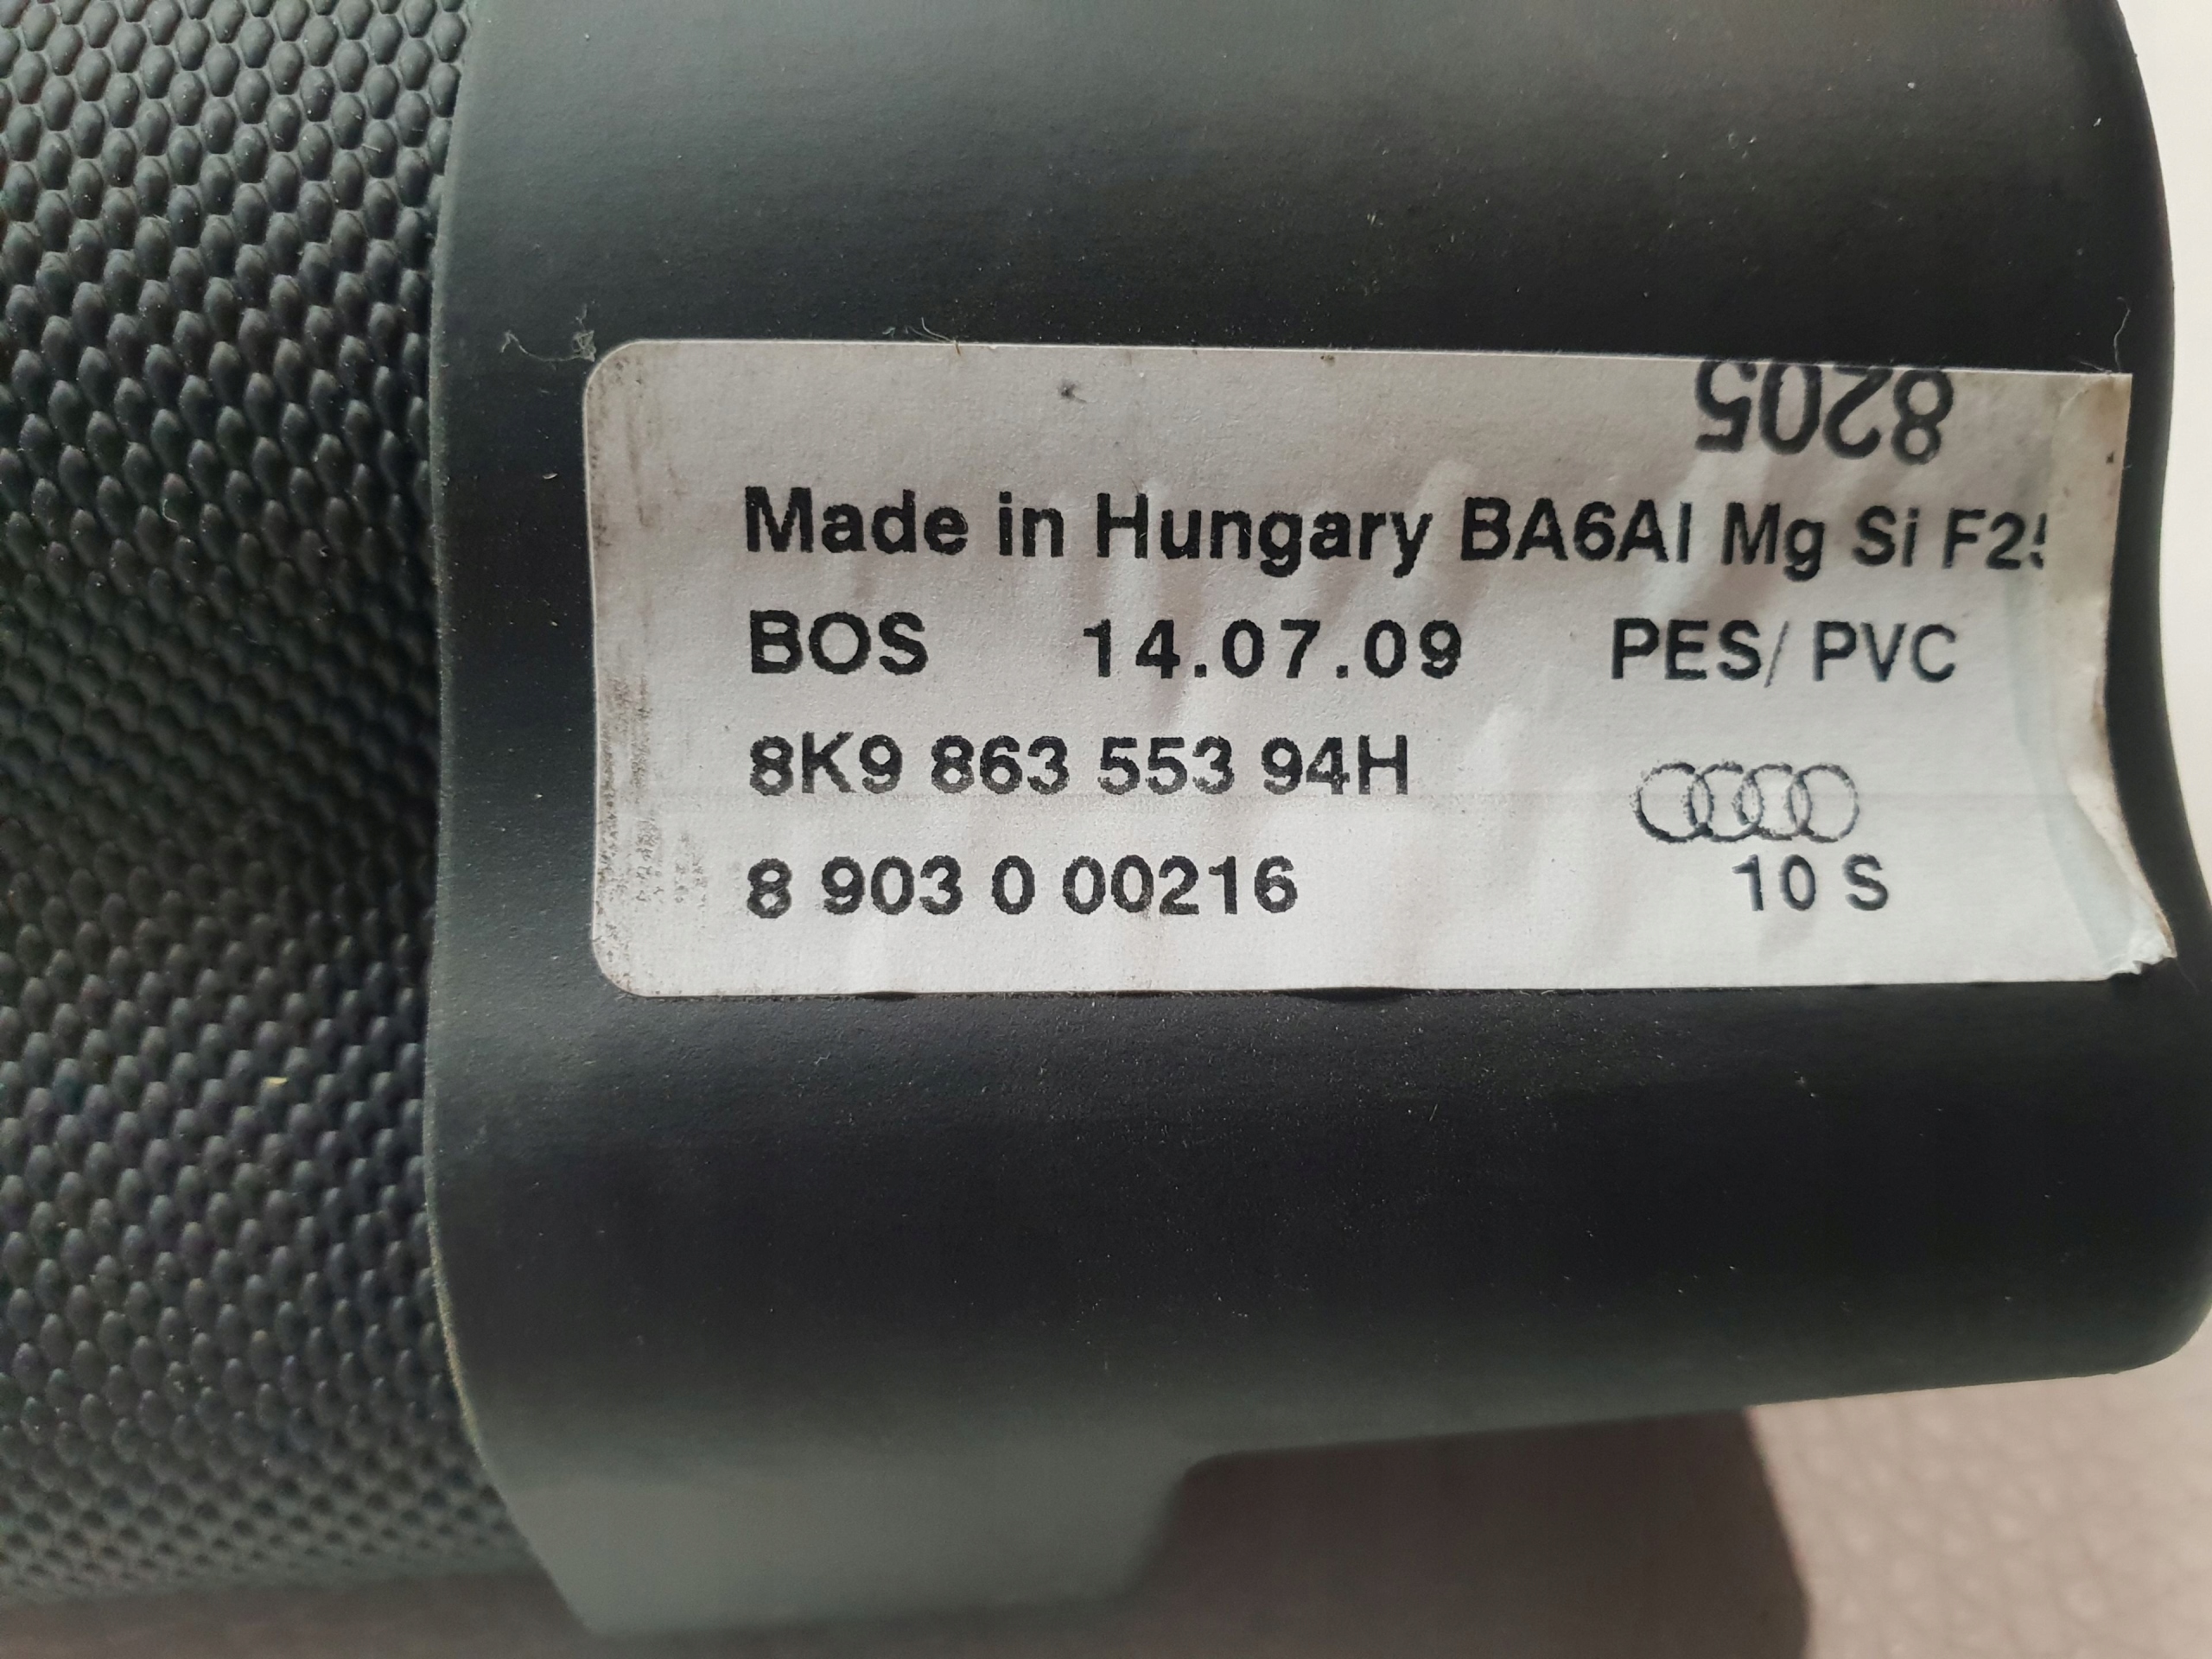 8205
Made in Hungary BA6Al Mg Si F25
BOS 14.07.09 PES/ PVC
8K9 863 553 94H
8 903 0 00216
10 S